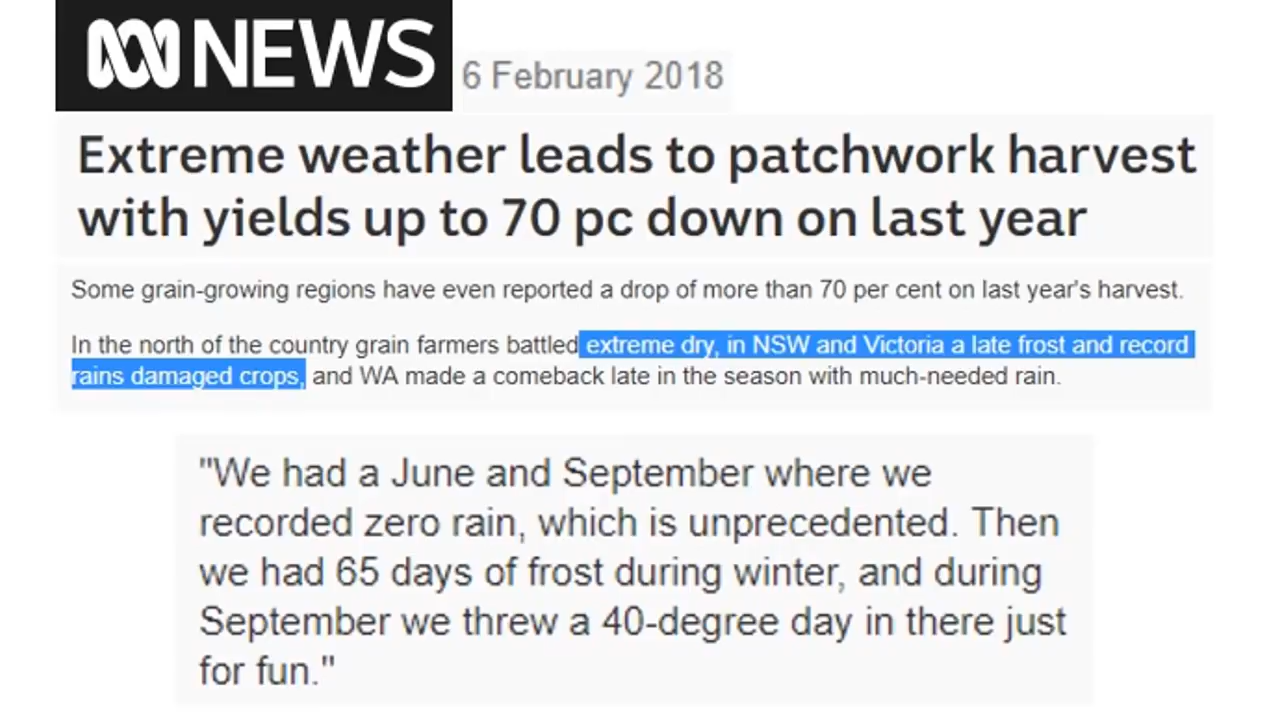 NEWS
6 February 2018
Extreme weather leads to patchwork harvest
with yields up to 70 pc down on last year
Some grain-growing regions have even reported a drop of more than 70 per cent on last year's harvest.
In the north of the country grain farmers battled extreme dry, in NSW and Victoria a late frost and record
rains damaged crops, and WA made a comeback late in the season with much-needed rain.
"We had a June and September where we
recorded zero rain, which is unprecedented. Then
we had 65 days of frost during winter, and during
September we threw a 40-degree day in there just
for fun."